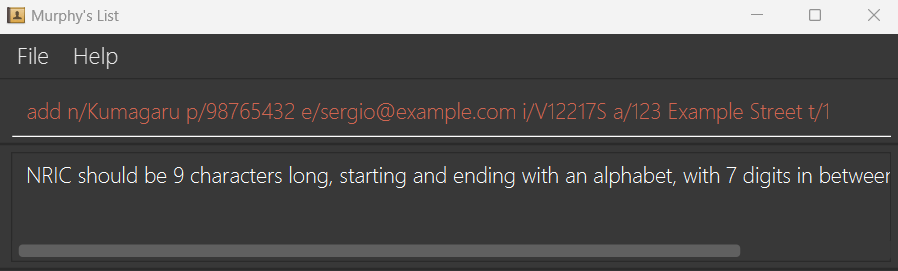 Murphy's List
File Help
add n/Kumagaru p/98765432 e/sergio@example.com i/V12217S a/123 Example Street t/1
NRIC should be 9 characters long, starting and ending with an alphabet, with 7 digits in between